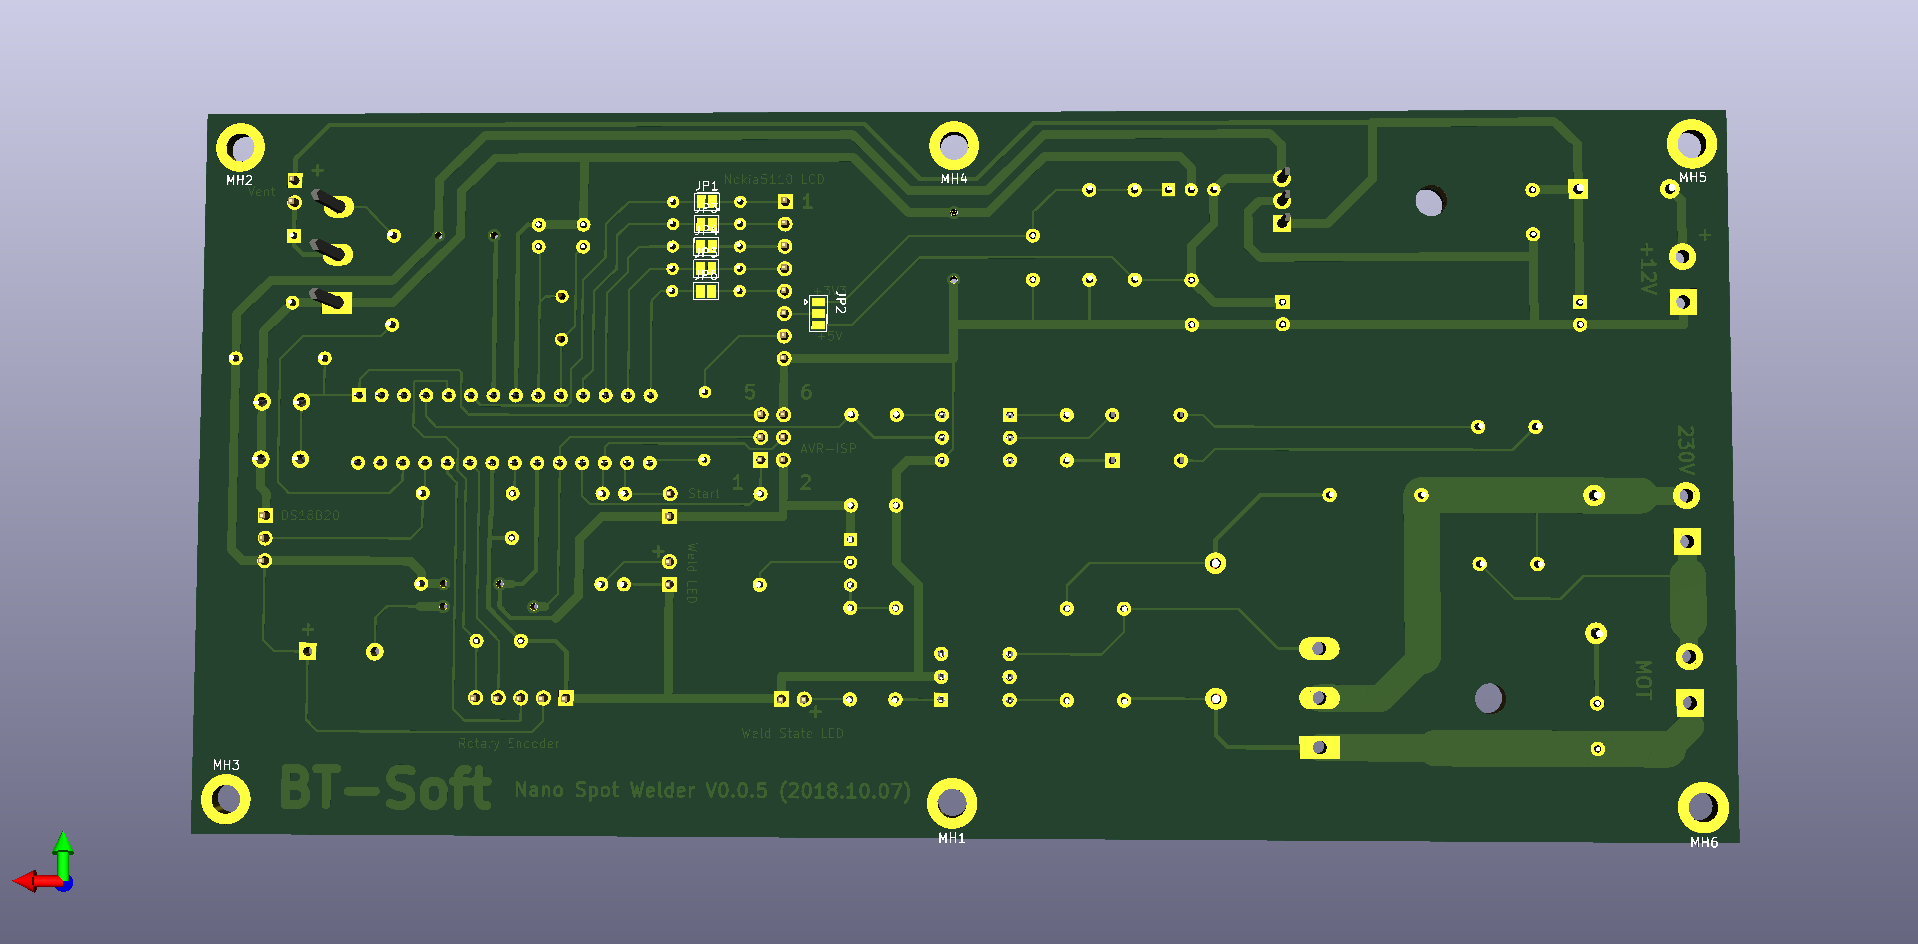 MH2
MH4
MH5
Vent
+
JP1
Nokia5110 LCD
1
+
+12V
+3V3
JP2
+5V
5
6
AVR-ISP
230V
1
2
Start
DS18B20
+
Weld LED
+
MOT
Rotary Encoder
+
Weld State LED
MH3
BT-Soft
Nano Spot Welder V0.0.5 (2018.10.07)
MH1
MH6